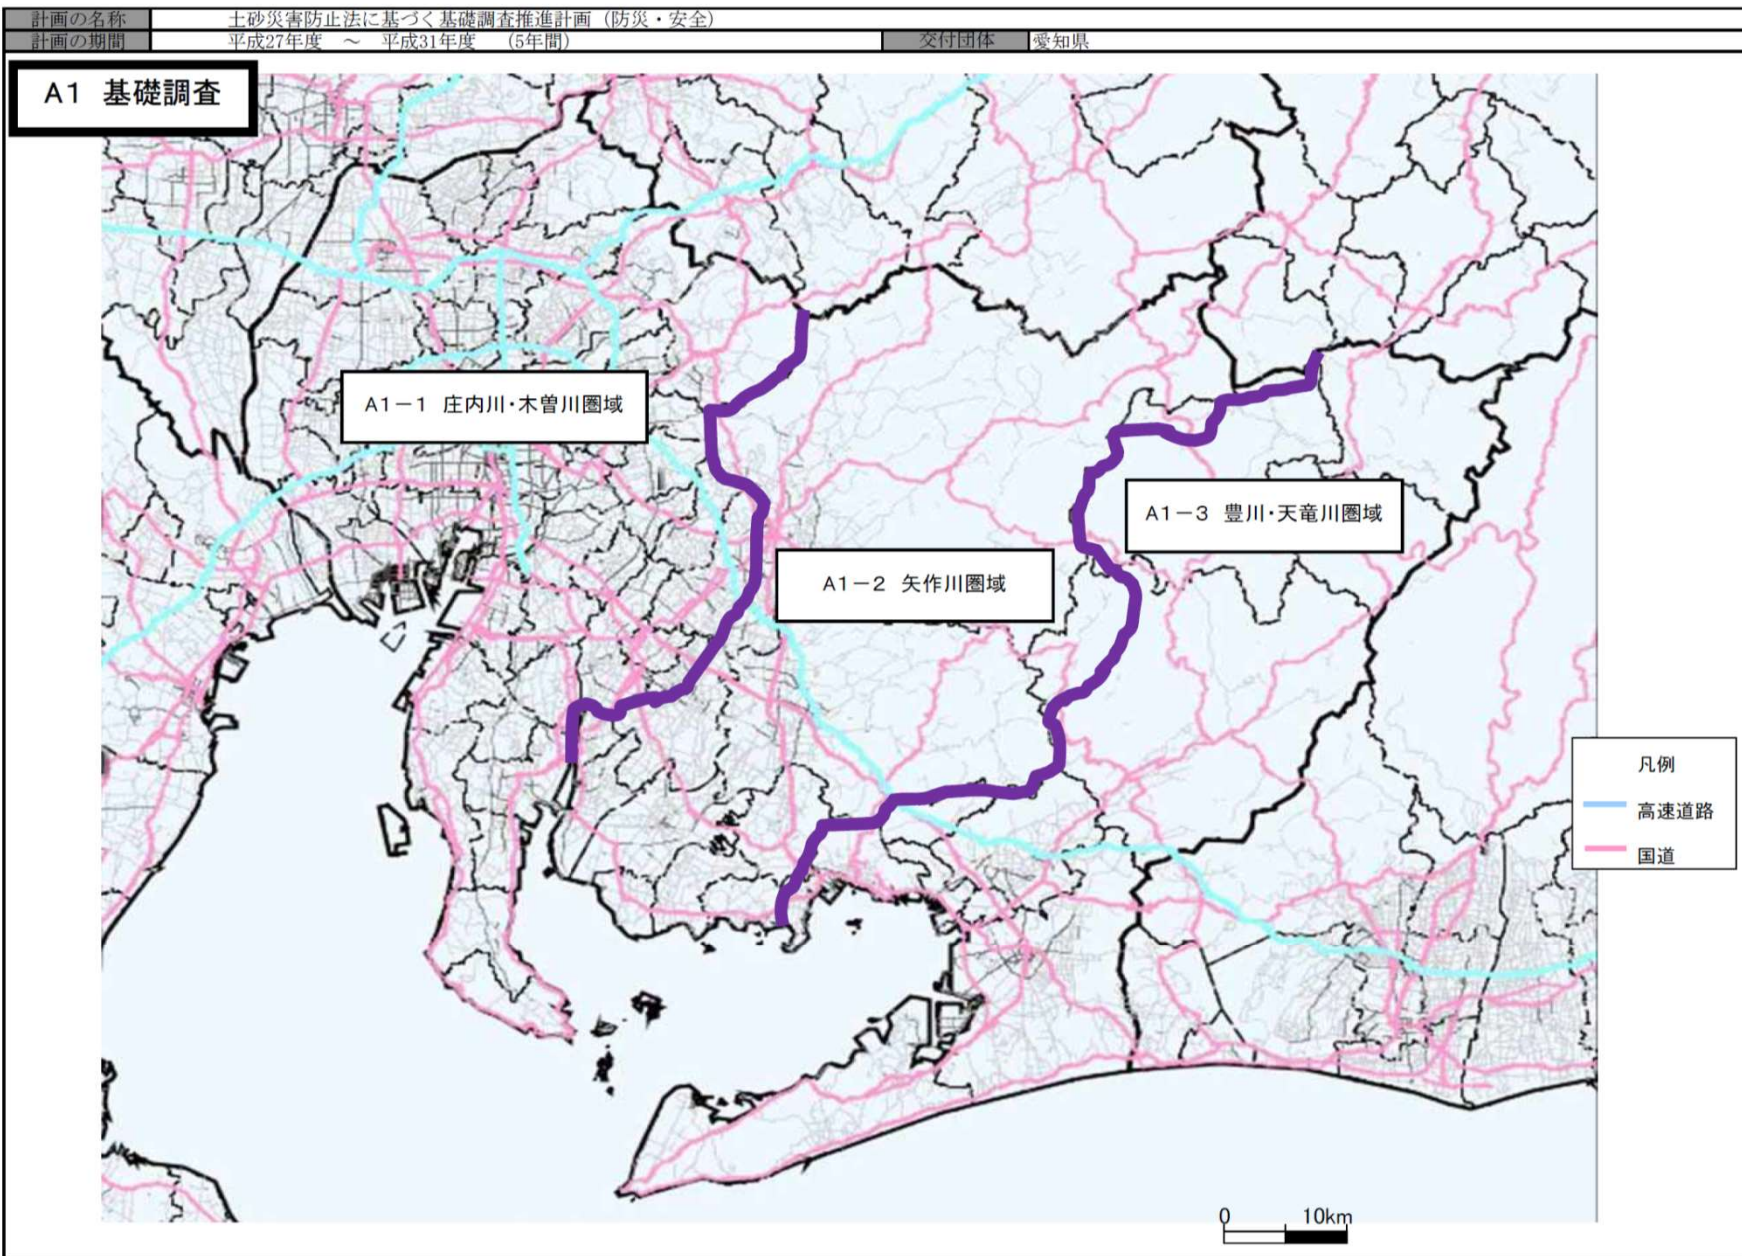 計画の名称 土砂災害防止法に基づく基礎調査推進計画（防災・安全）
計画の期間 平成27年度 ～ 平成31年度 （5年間） 交付団体 愛知県
A1 基礎調査
A1－1 庄内川・木曽川圏域
A1－3 豊川・天竜川圏域
A1－2 矢作川圏域
凡例
高速道路
国道
0 10km